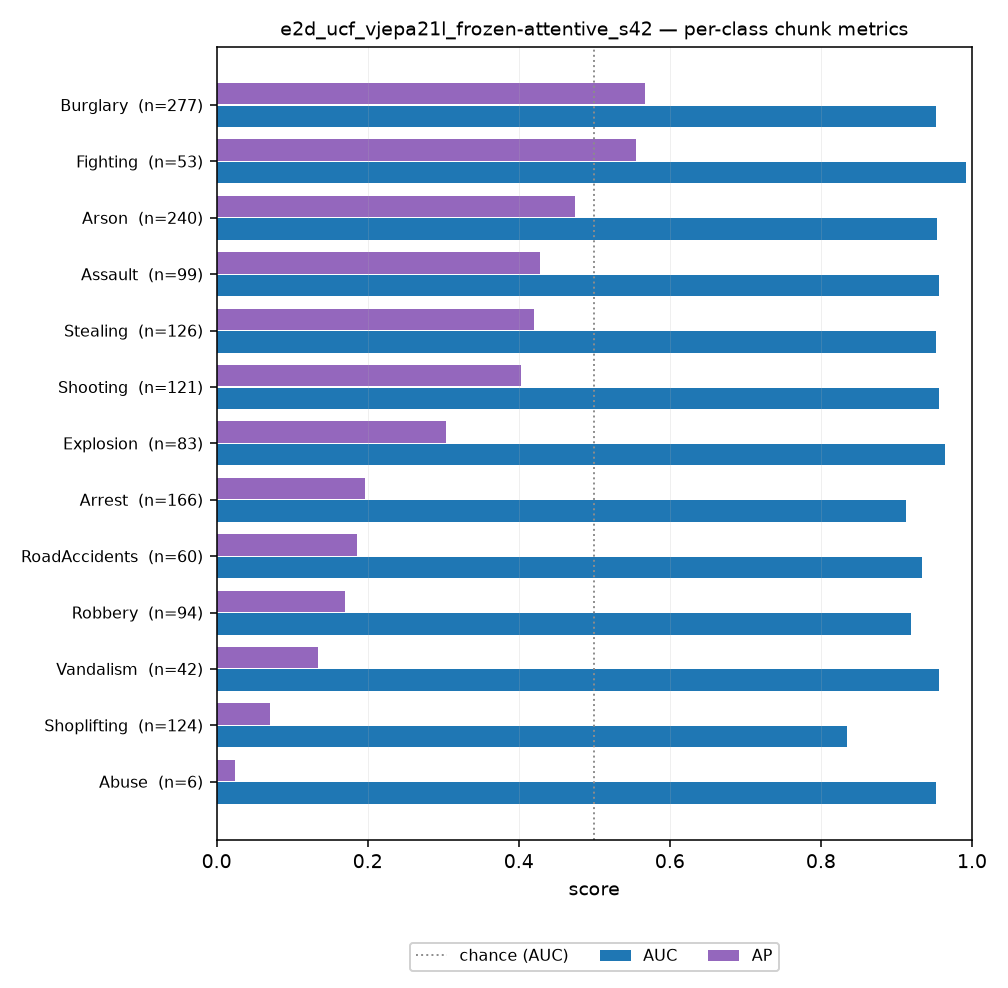 e2d_ucf_vjepa21l_frozen-attentive_s42 — per-class chunk metrics
Burglary (n=277)
Fighting (n=53)
Arson (n=240)
Assault (n=99)
Stealing (n=126)
Shooting (n=121)
Explosion (n=83)
Arrest (n=166)
RoadAccidents (n=60)
Robbery (n=94)
Vandalism (n=42)
Shoplifting (n=124)
Abuse (n=6)
0.0 0.2 0.4 0.6 0.8 1.0
score
chance (AUC) AUC AP